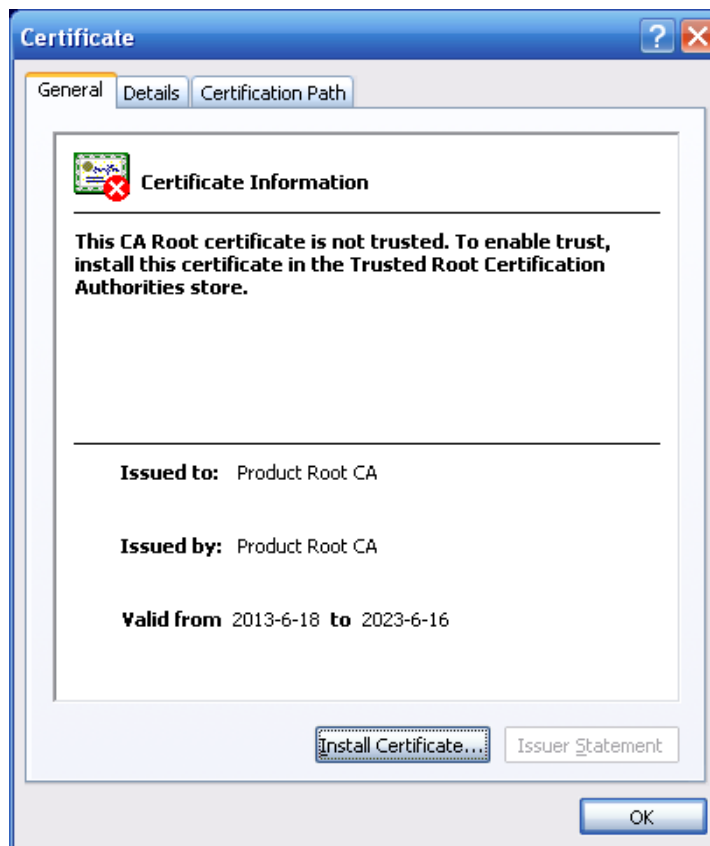 Certificate
General Details Certification Path
Certificate Information
This CA Root certificate is not trusted. To enable trust,
install this certificate in the Trusted Root Certification
Authorities store.
Issued to: Product Root CA
Issued by: Product Root CA
Valid from 2013-6-18 to 2023-6-16
Install Certificate... Issuer Statement
OK